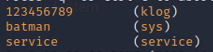 123456789 (klog)
batman (sys)
service (service)